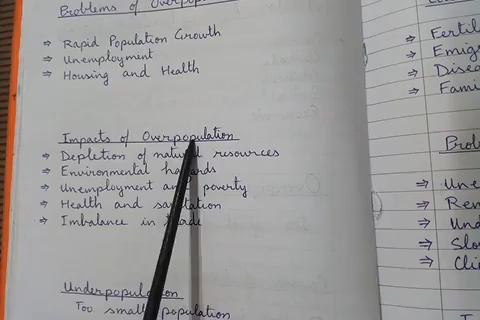 Problems of
⇒ Rapid Population Growth
⇒ Unemployment
⇒ Housing and Health
Impacts of Overpopulation
⇒ Depletion of natural resources
⇒ Environmental hazards
⇒ Unemployment and poverty
⇒ Health and sanitation
⇒ Imbalance in trade
Underpopulation
Too small population
⇒ Fertil
⇒ Emig
⇒ Disea
⇒ Fami
Prob
⇒ Une
⇒ Rem
⇒ Und
⇒ Slo
⇒ Cli